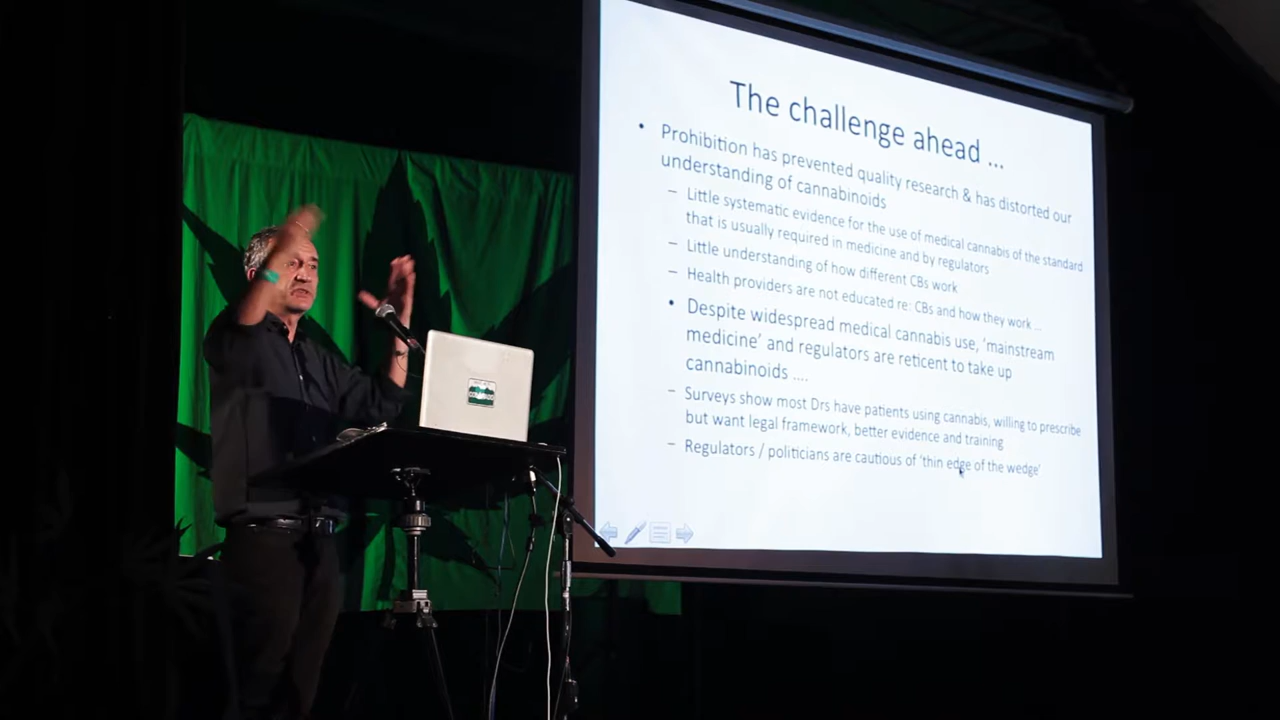 The challenge ahead ...
• Prohibition has prevented quality research & has distorted our
understanding of cannabinoids
– Little systematic evidence for the use of medical cannabis of the standard
that is usually required in medicine and by regulators
– Little understanding of how different CBs work
– Health providers are not educated re: CBs and how they work ...
• Despite widespread medical cannabis use, 'mainstream
medicine' and regulators are reticent to take up
cannabinoids ....
– Surveys show most Drs have patients using cannabis, willing to prescribe
but want legal framework, better evidence and training
– Regulators / politicians are cautious of 'thin edge of the wedge'